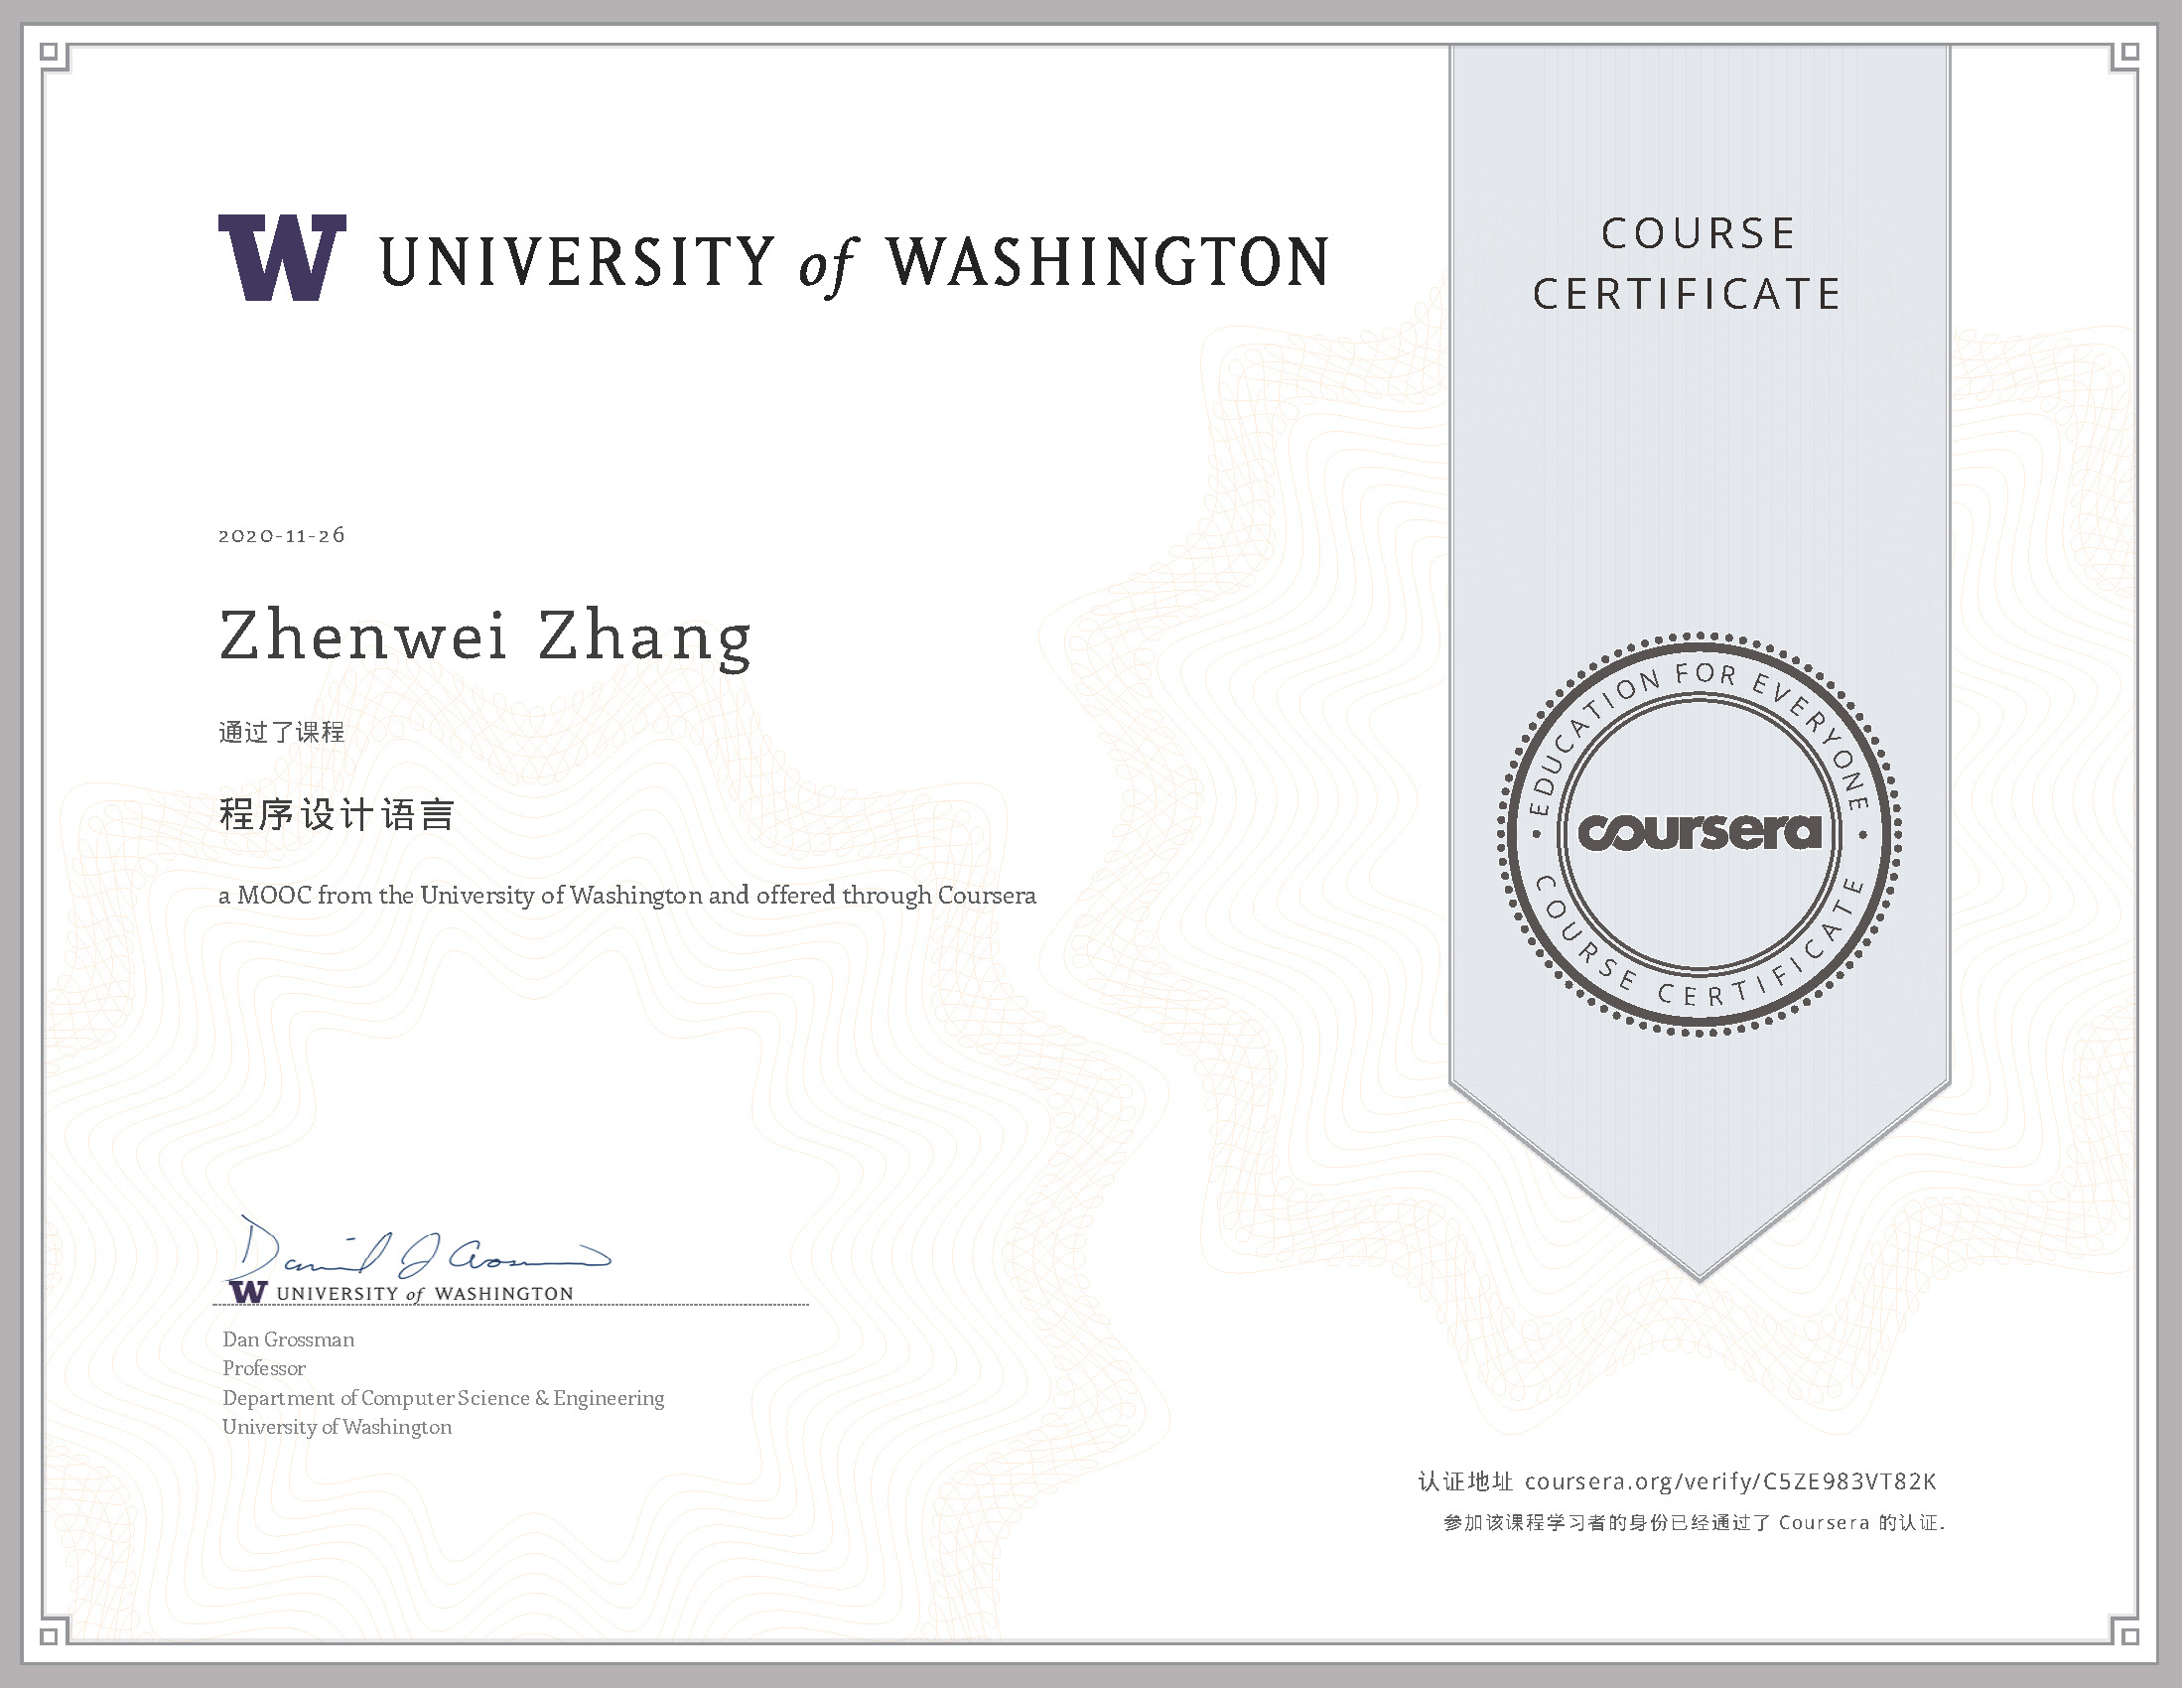 W UNIVERSITY of WASHINGTON
COURSE
CERTIFICATE
2020-11-26
Zhenwei Zhang
通过了课程
程序设计语言
a MOOC from the University of Washington and offered through Coursera
EDUCATION FOR EVERYONE
coursera
COURSE CERTIFICATE
Daniel J Grossman
W UNIVERSITY of WASHINGTON
Dan Grossman
Professor
Department of Computer Science & Engineering
University of Washington
认证地址 coursera.org/verify/C5ZE983VT82K
参加该课程学习者的身份已经通过了 Coursera 的认证.